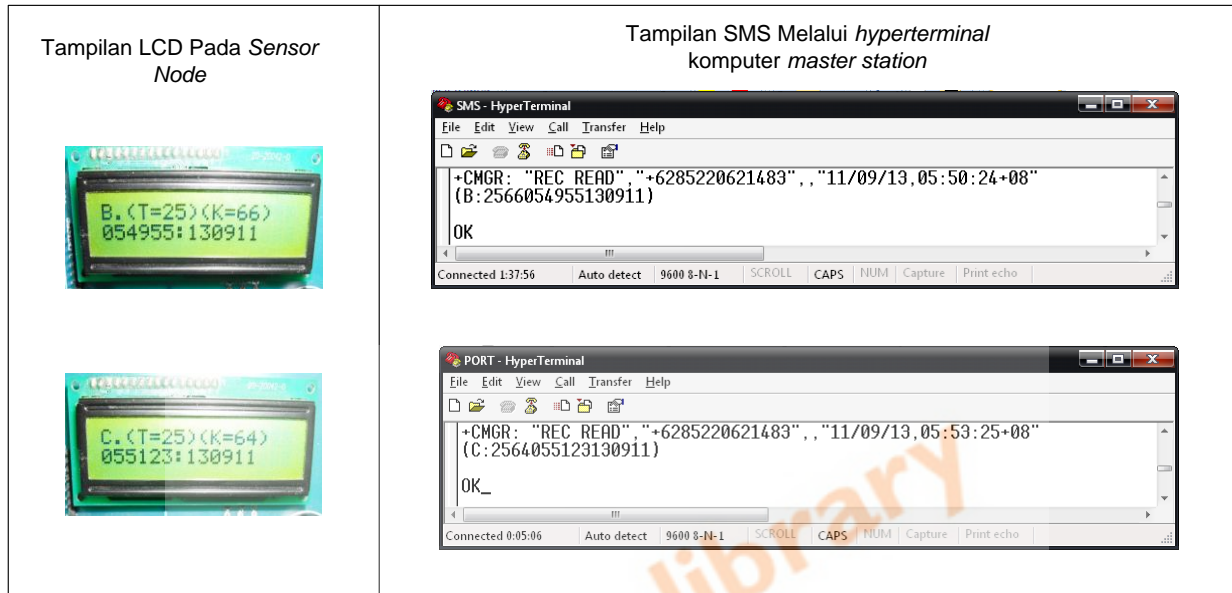 Tampilan LCD Pada Sensor
Node
Tampilan SMS Melalui hyperterminal
komputer master station
B.(T=25)(K=66)
054955:130911
SMS - HyperTerminal
File Edit View Call Transfer Help
+CMGR: "REC READ","+6285220621483",,"11/09/13,05:50:24+08"
(B:2566054955130911)
OK
Connected 1:37:56 Auto detect 9600 8-N-1 SCROLL CAPS NUM Capture Print echo
C.(T=25)(K=64)
055123:130911
PORT - HyperTerminal
File Edit View Call Transfer Help
+CMGR: "REC READ","+6285220621483",,"11/09/13,05:53:25+08"
(C:2564055123130911)
OK_
Connected 0:05:06 Auto detect 9600 8-N-1 SCROLL CAPS NUM Capture Print echo